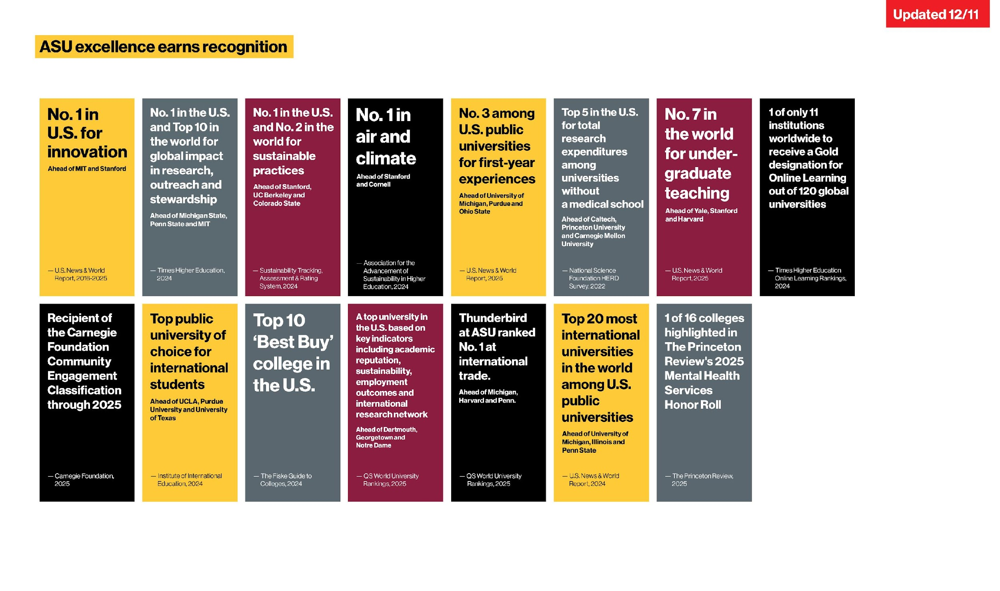 Updated 12/11
ASU excellence earns recognition
No. 1 in
U.S. for
innovation
Ahead of MIT and Stanford
— U.S. News & World
Report, 2016-2025
No. 1 in the U.S.
and Top 10 in
the world for
global impact
in research,
outreach and
stewardship
Ahead of Michigan State,
Penn State and MIT
— Times Higher Education,
2024
No. 1 in the U.S.
and No. 2 in the
world for
sustainable
practices
Ahead of Stanford,
UC Berkeley and
Colorado State
— Sustainability Tracking,
Assessment & Rating
System, 2024
No. 1 in
air and
climate
Ahead of Stanford
and Cornell
— Association for the
Advancement of
Sustainability in Higher
Education, 2024
No. 3 among
U.S. public
universities
for first-year
experiences
Ahead of University of
Michigan, Purdue and
Ohio State
— U.S. News & World
Report, 2025
Top 5 in the U.S.
for total
research
expenditures
among
universities
without
a medical school
Ahead of Caltech,
Princeton University
and Carnegie Mellon
University
— National Science
Foundation HERD
Survey, 2022
No. 7 in
the world
for under-
graduate
teaching
Ahead of Yale, Stanford
and Harvard
— U.S. News & World
Report, 2025
1 of only 11
institutions
worldwide to
receive a Gold
designation for
Online Learning
out of 120 global
universities
— Times Higher Education
Online Learning Rankings,
2024
Recipient of
the Carnegie
Foundation
Community
Engagement
Classification
through 2025
— Carnegie Foundation,
2025
Top public
university of
choice for
international
students
Ahead of UCLA, Purdue
University and University
of Texas
— Institute of International
Education, 2024
Top 10
‘Best Buy’
college in
the U.S.
— The Fiske Guide to
Colleges, 2024
A top university in
the U.S. based on
key indicators
including academic
reputation,
sustainability,
employment
outcomes and
international
research network
Ahead of Dartmouth,
Georgetown and
Notre Dame
— QS World University
Rankings, 2025
Thunderbird
at ASU ranked
No. 1 at
international
trade.
Ahead of Michigan,
Harvard and Penn.
— QS World University
Rankings, 2025
Top 20 most
international
universities
in the world
among U.S.
public
universities
Ahead of University of
Michigan, Illinois and
Penn State
— U.S. News & World
Report, 2024
1 of 16 colleges
highlighted in
The Princeton
Review's 2025
Mental Health
Services
Honor Roll
— The Princeton Review,
2025